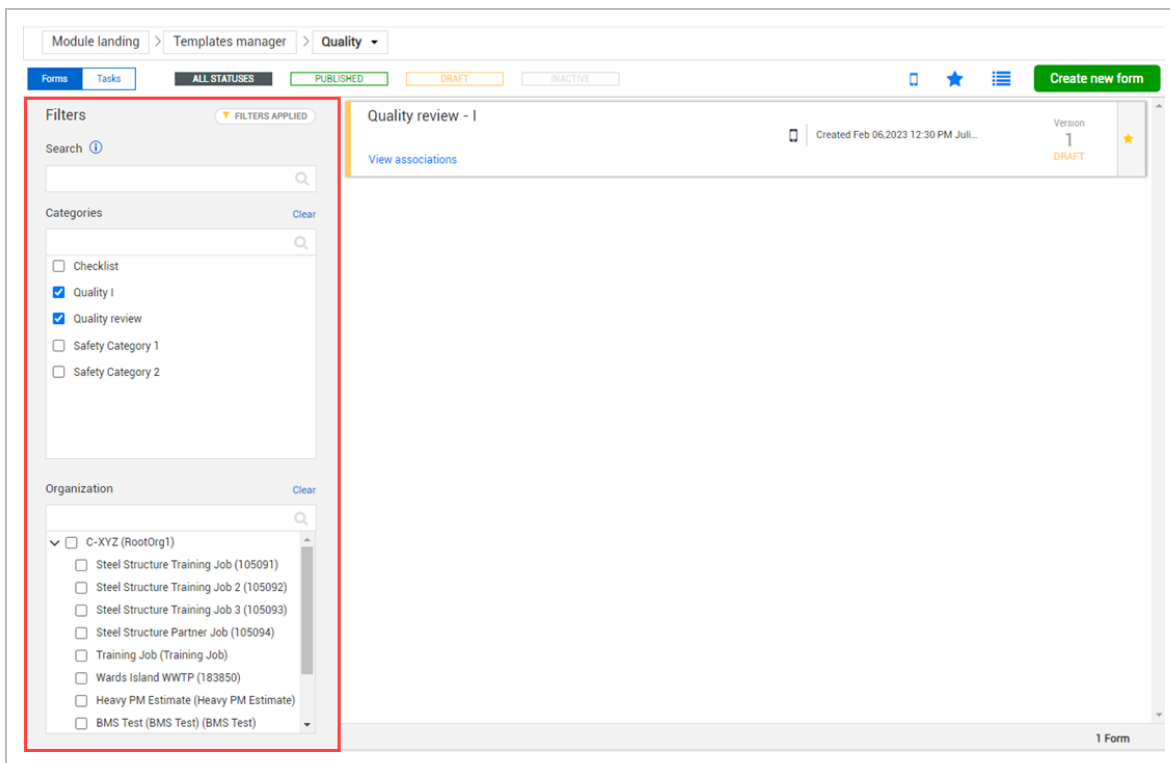 Module landing > Templates manager > Quality
Forms Tasks ALL STATUSES PUBLISHED DRAFT INACTIVE Create new form
Filters FILTERS APPLIED
Search
Categories Clear
Checklist
Quality I
Quality review
Safety Category 1
Safety Category 2
Organization Clear
C-XYZ (RootOrg1)
Steel Structure Training Job (105091)
Steel Structure Training Job 2 (105092)
Steel Structure Training Job 3 (105093)
Steel Structure Partner Job (105094)
Training Job (Training Job)
Wards Island WWTP (183850)
Heavy PM Estimate (Heavy PM Estimate)
BMS Test (BMS Test) (BMS Test)
Quality review - I
View associations
Created Feb 06,2023 12:30 PM Juli...
Version
1
DRAFT
1 Form